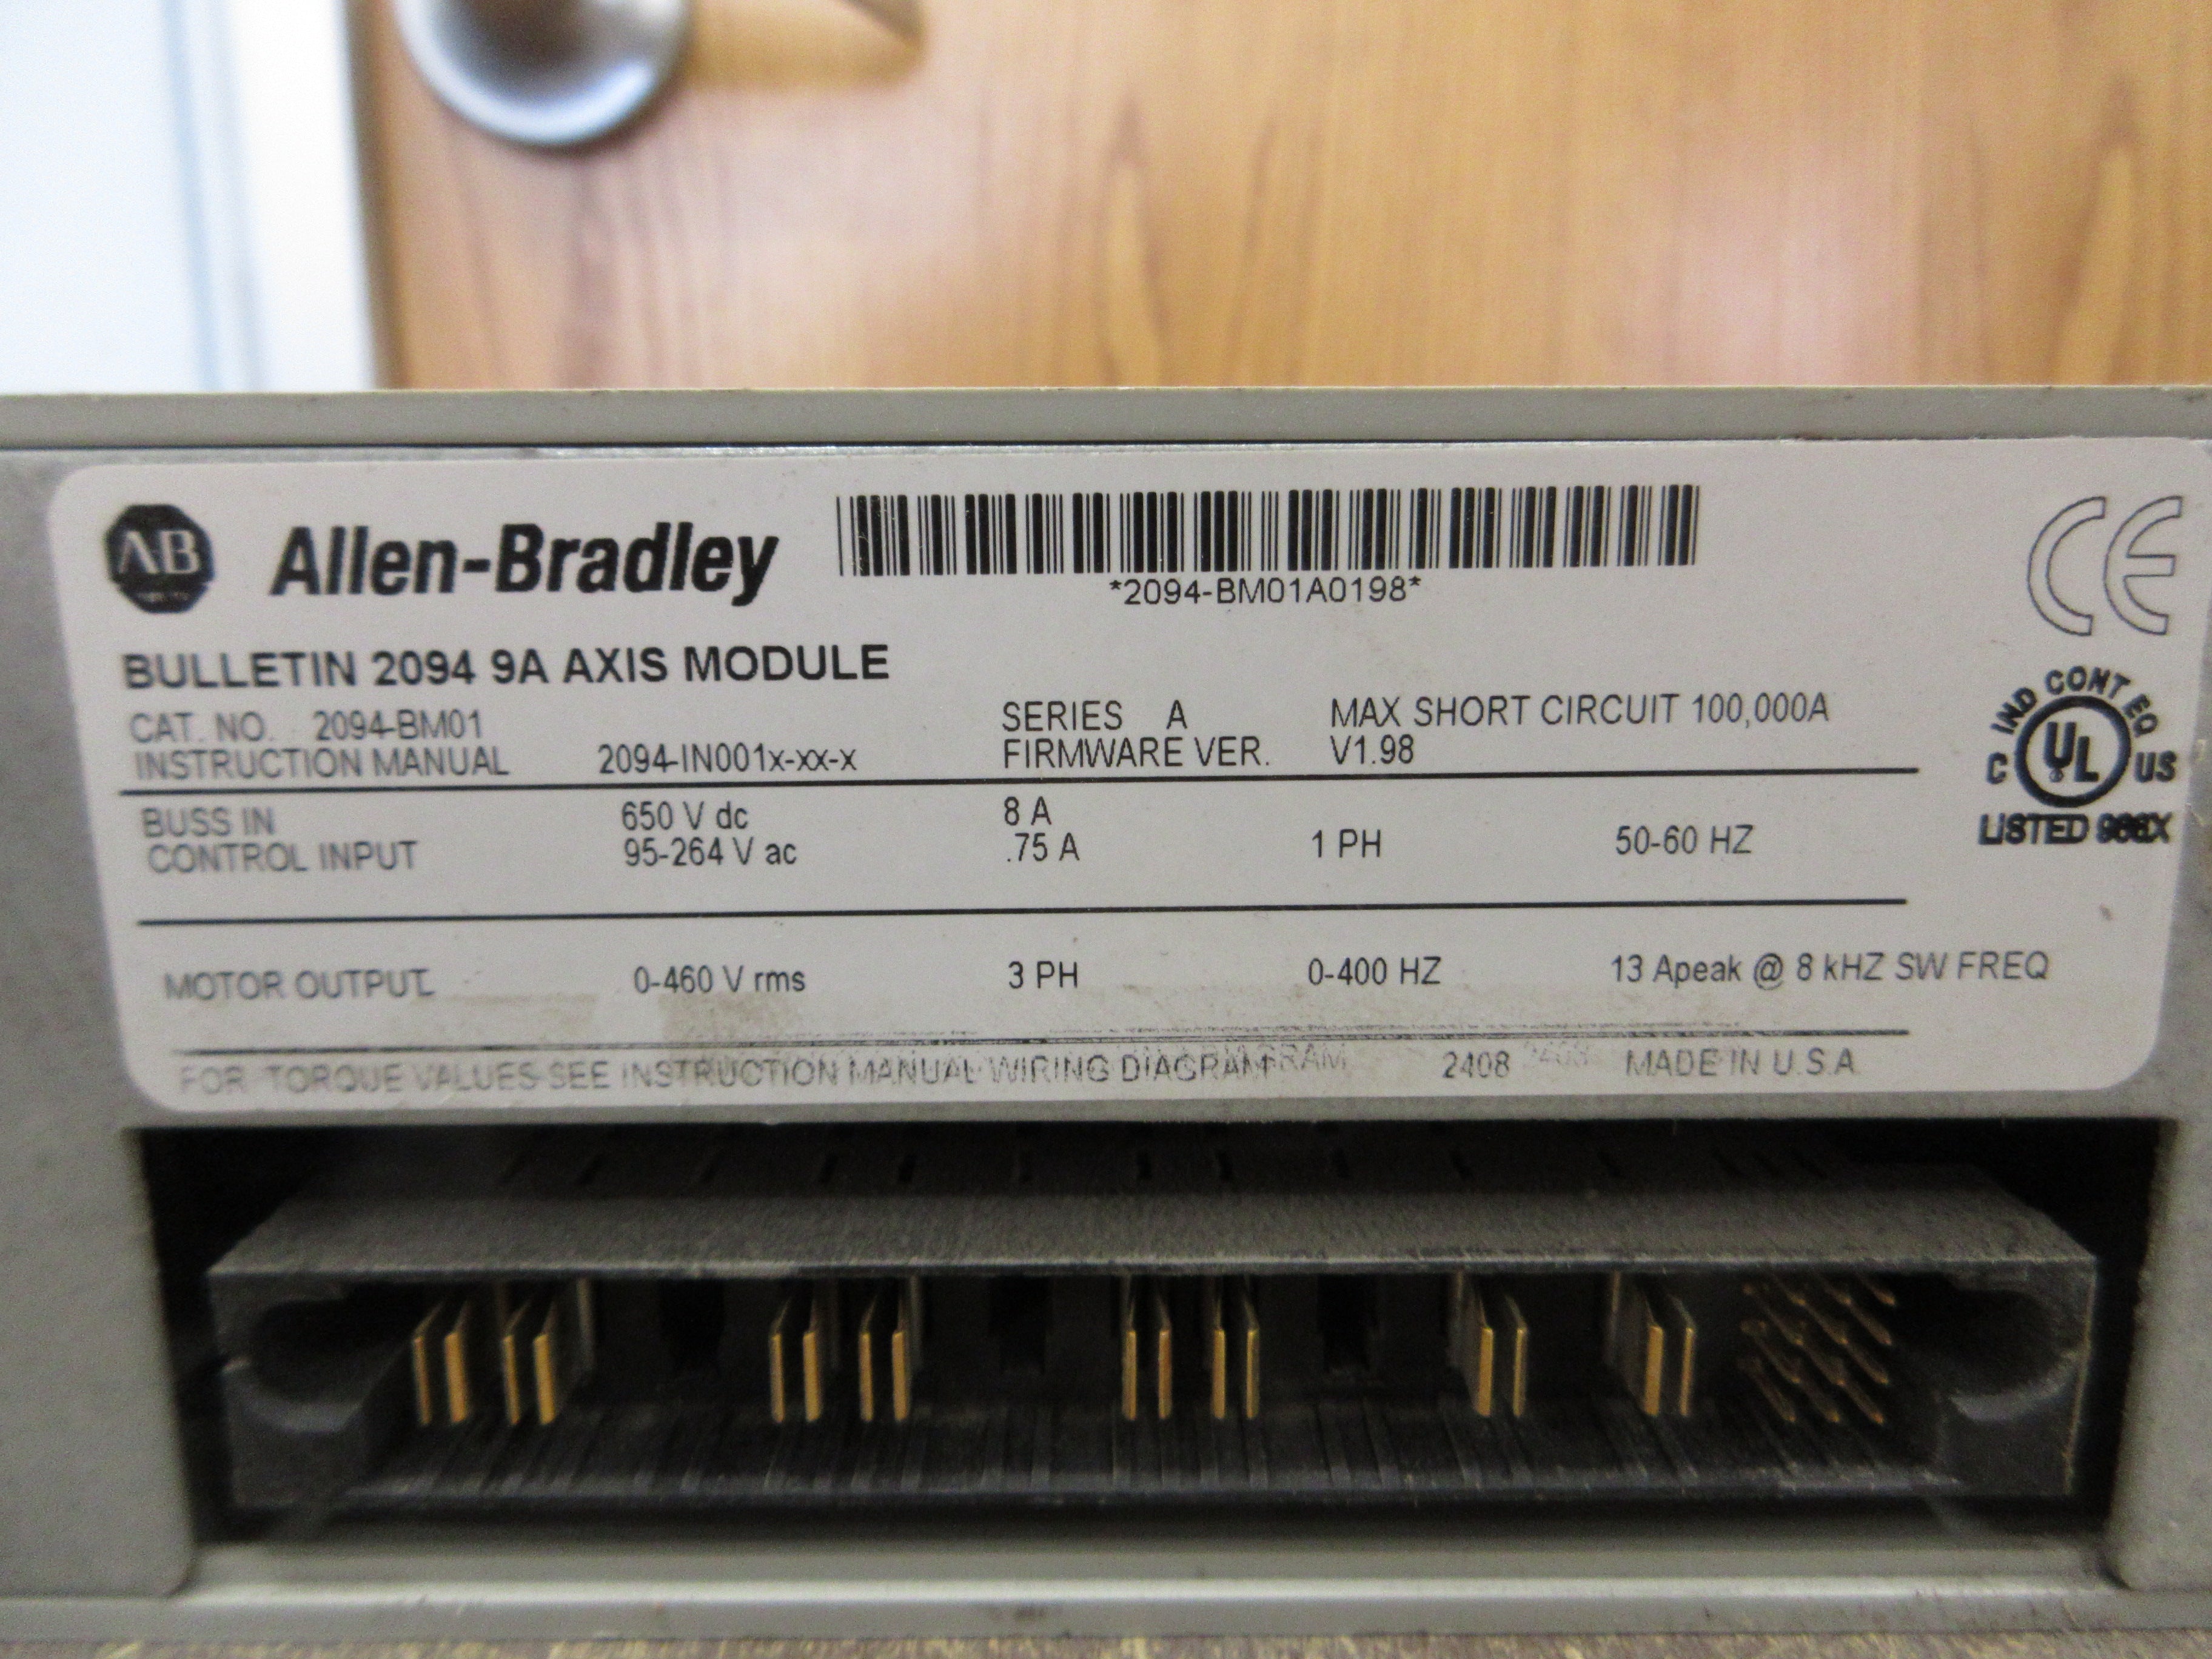 AB Allen-Bradley
*2094-BM01A0198*
CE
BULLETIN 2094 9A AXIS MODULE
CAT. NO. 2094-BM01 SERIES A MAX SHORT CIRCUIT 100,000A
INSTRUCTION MANUAL 2094-IN001x-xx-x FIRMWARE VER. V1.98
IND CONT EQ
C UL US
LISTED
BUSS IN 650 V dc 8 A
CONTROL INPUT 95-264 V ac .75 A 1 PH 50-60 HZ
MOTOR OUTPUT 0-460 V rms 3 PH 0-400 HZ 13 Apeak @ 8 kHZ SW FREQ
FOR TORQUE VALUES SEE INSTRUCTION MANUAL WIRING DIAGRAM 2408 MADE IN U.S.A